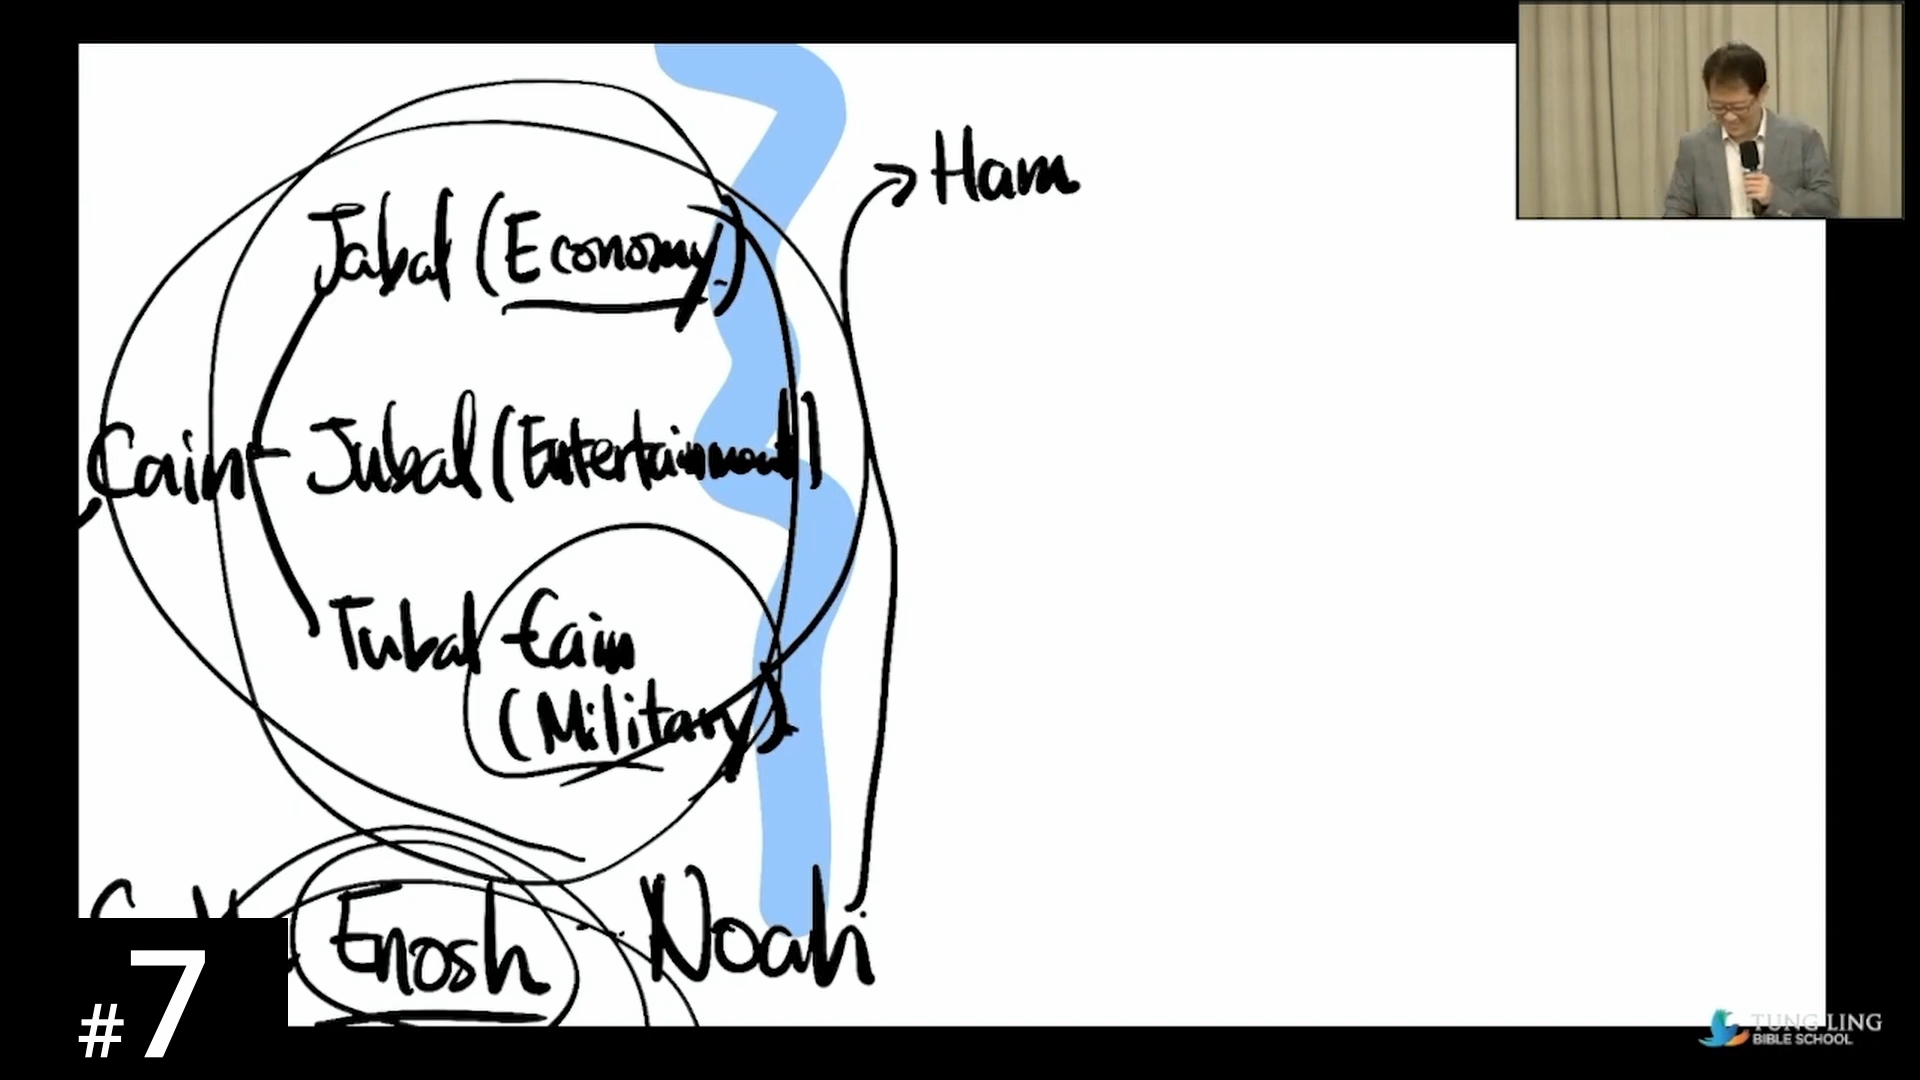 Ham
Jabal (Economy)
Cain Jubal (Entertainment)
Tubal Cain
(Military)
Enosh Noah
#7
TUNG LING
BIBLE SCHOOL